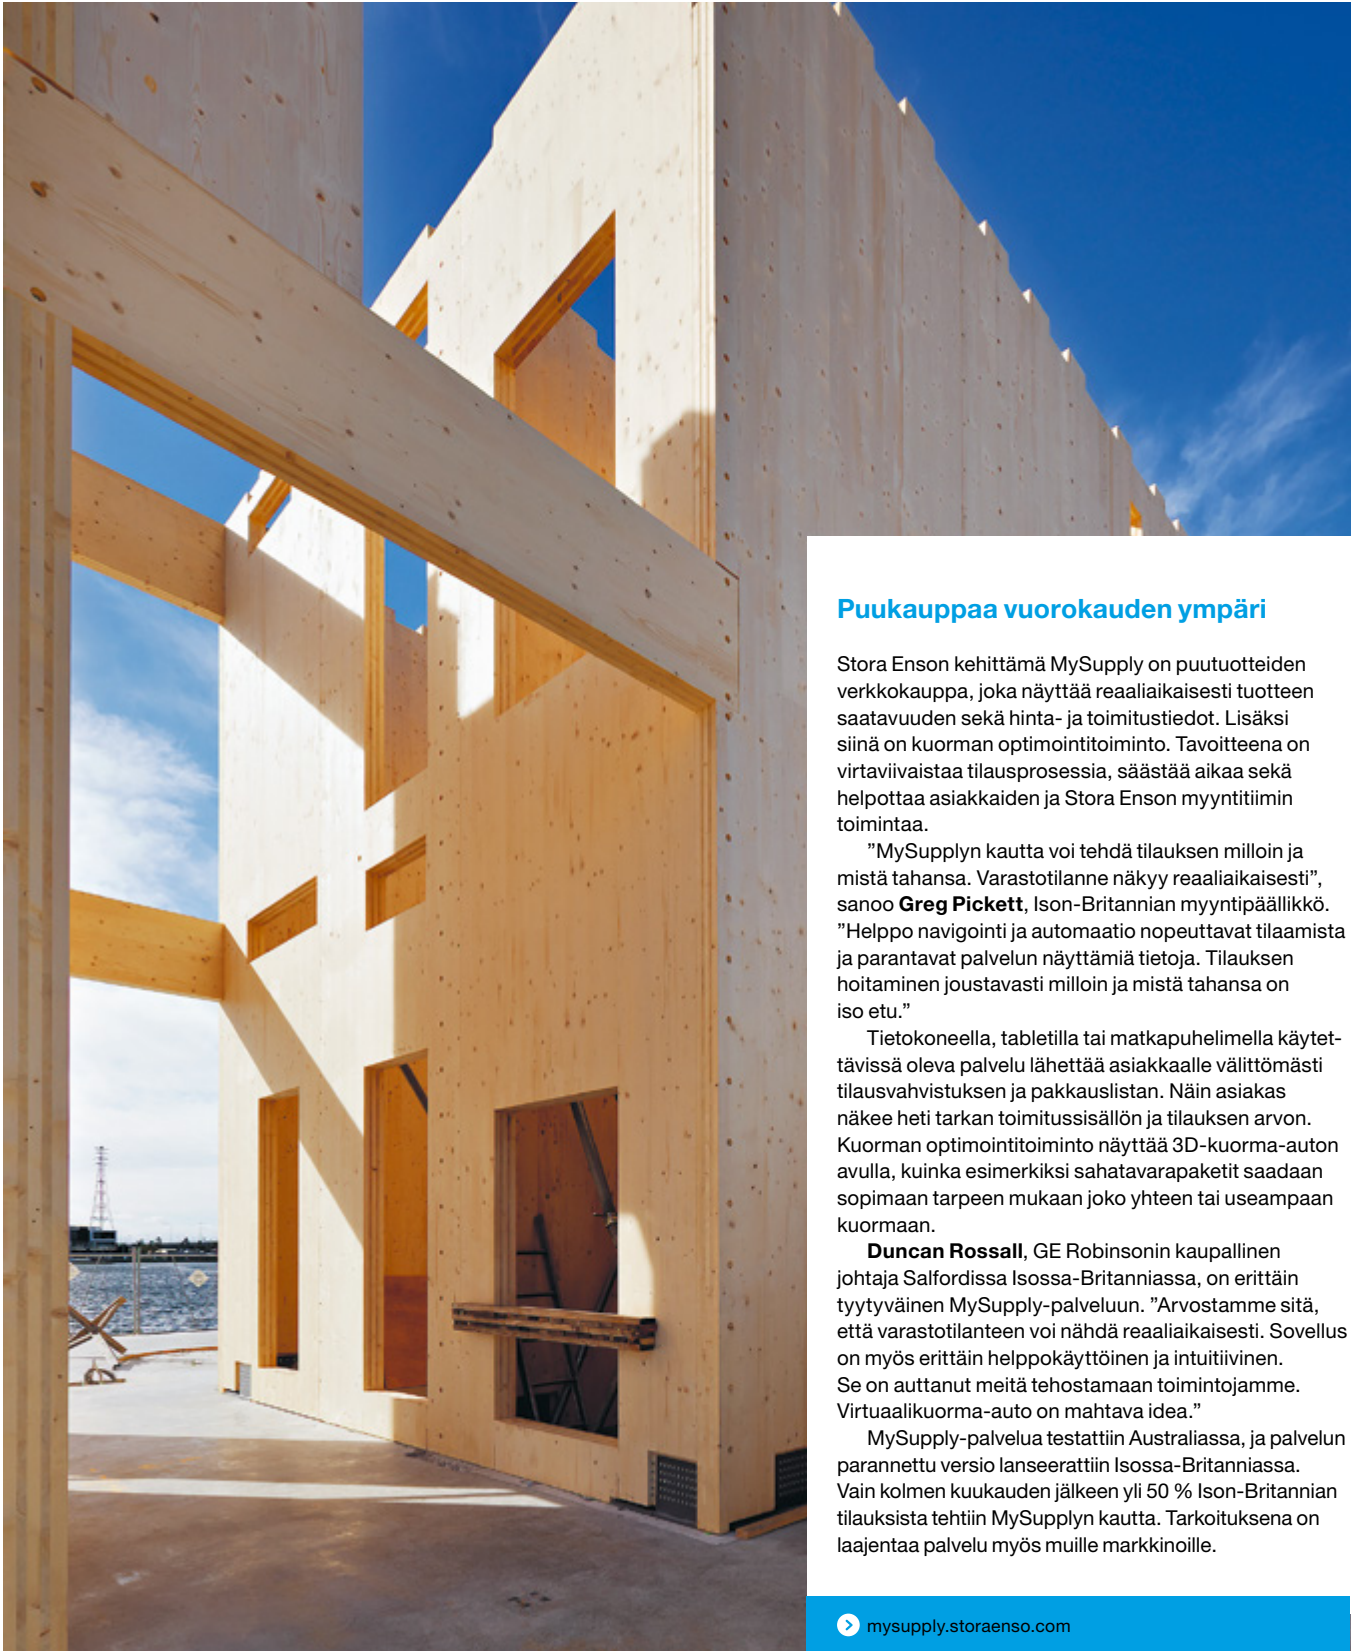 Puukauppaa vuorokauden ympäri
Stora Enson kehittämä MySupply on puutuotteiden
verkkokauppa, joka näyttää reaaliaikaisesti tuotteen
saatavuuden sekä hinta- ja toimitustiedot. Lisäksi
siinä on kuorman optimointitoiminto. Tavoitteena on
virtaviivaistaa tilausprosessia, säästää aikaa sekä
helpottaa asiakkaiden ja Stora Enson myyntitiimin
toimintaa.
”MySupplyn kautta voi tehdä tilauksen milloin ja
mistä tahansa. Varastotilanne näkyy reaaliaikaisesti”,
sanoo Greg Pickett, Ison-Britannian myyntipäällikkö.
”Helppo navigointi ja automaatio nopeuttavat tilaamista
ja parantavat palvelun näyttämiä tietoja. Tilauksen
hoitaminen joustavasti milloin ja mistä tahansa on
iso etu.”
Tietokoneella, tabletilla tai matkapuhelimella käytet-
tävissä oleva palvelu lähettää asiakkaalle välittömästi
tilausvahvistuksen ja pakkauslistan. Näin asiakas
näkee heti tarkan toimitussisällön ja tilauksen arvon.
Kuorman optimointitoiminto näyttää 3D-kuorma-auton
avulla, kuinka esimerkiksi sahatavarapaketit saadaan
sopimaan tarpeen mukaan joko yhteen tai useampaan
kuormaan.
Duncan Rossall, GE Robinsonin kaupallinen
johtaja Salfordissa Isossa-Britanniassa, on erittäin
tyytyväinen MySupply-palveluun. ”Arvostamme sitä,
että varastotilanteen voi nähdä reaaliaikaisesti. Sovellus
on myös erittäin helppokäyttöinen ja intuitiivinen.
Se on auttanut meitä tehostamaan toimintojamme.
Virtuaalikuorma-auto on mahtava idea.”
MySupply-palvelua testattiin Australiassa, ja palvelun
parannettu versio lanseerattiin Isossa-Britanniassa.
Vain kolmen kuukauden jälkeen yli 50 % Ison-Britannian
tilauksista tehtiin MySupplyn kautta. Tarkoituksena on
laajentaa palvelu myös muille markkinoille.
mysupply.storaenso.com